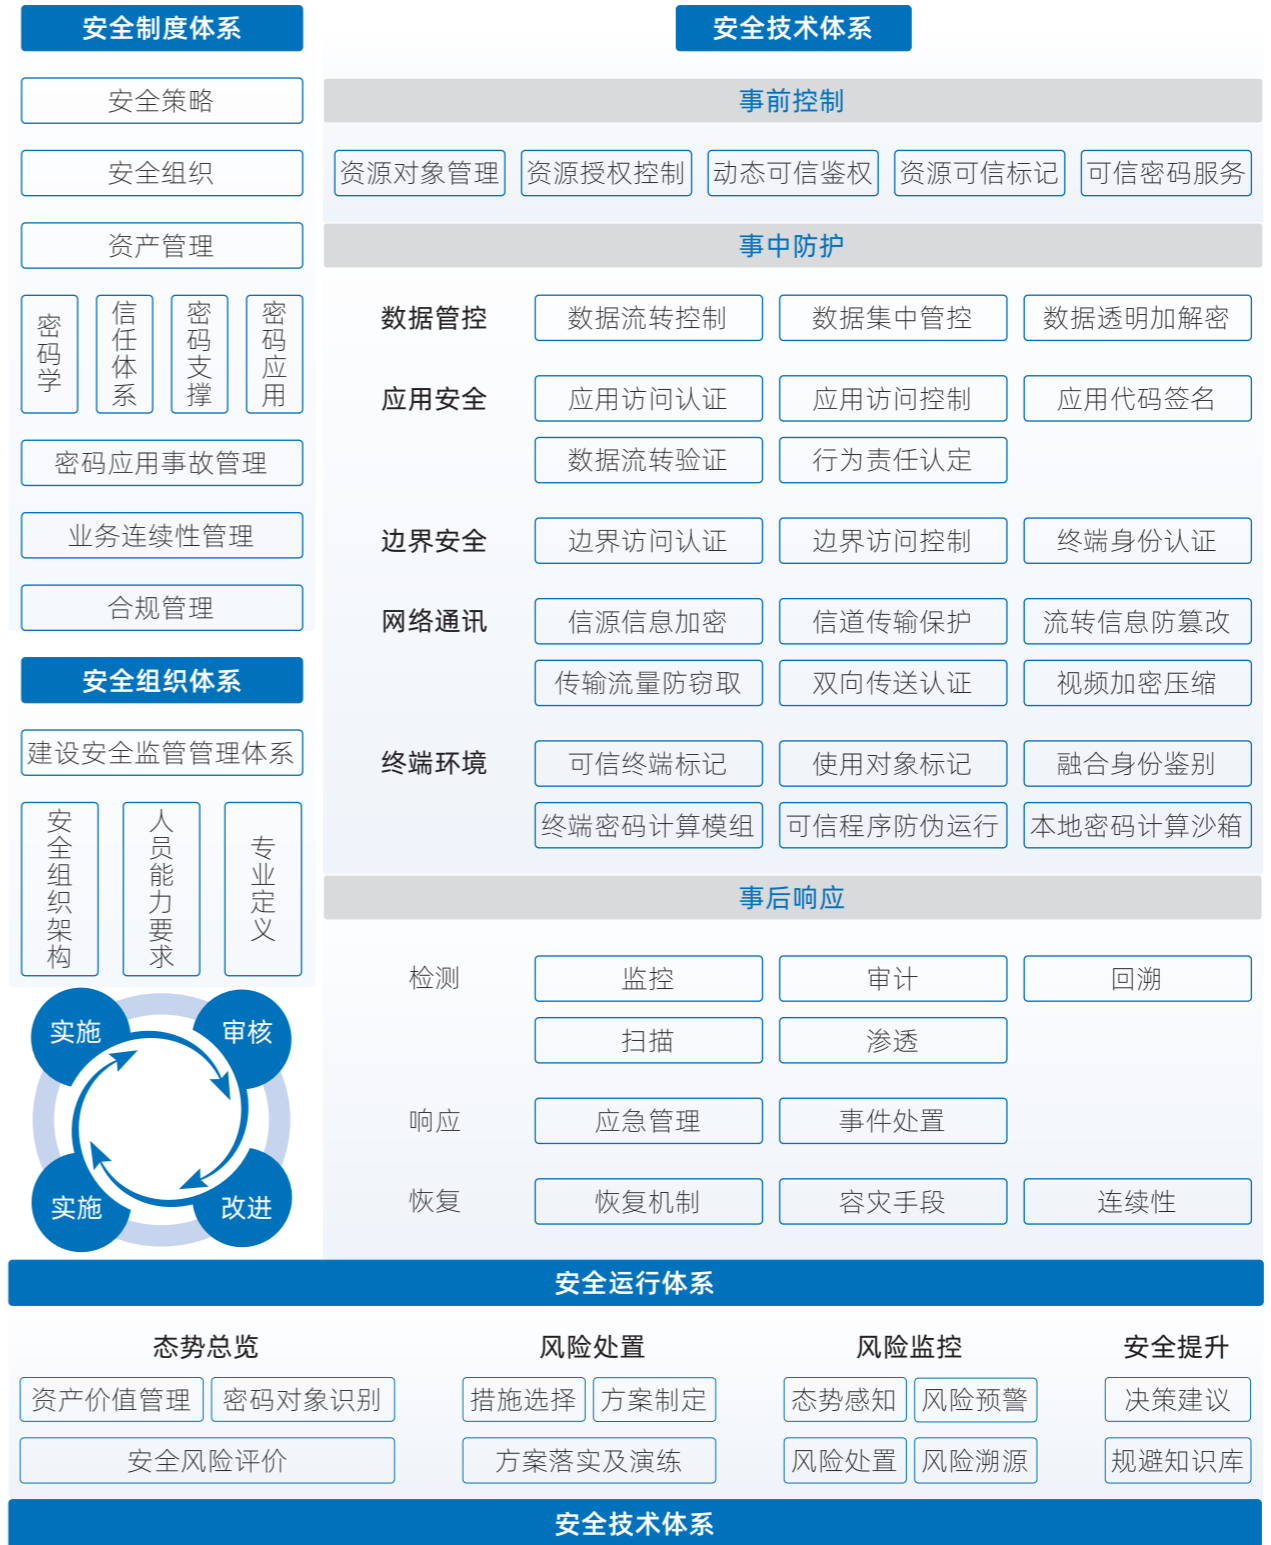 安全制度体系
安全策略
安全组织
资产管理
密码学
信任体系
密码支撑
密码应用
密码应用事故管理
业务连续性管理
合规管理
安全组织体系
建设安全监管管理体系
安全组织架构
人员能力要求
专业定义
实施
审核
实施
改进
安全技术体系
事前控制
资源对象管理 资源授权控制 动态可信鉴权 资源可信标记 可信密码服务
事中防护
数据管控 数据流转控制 数据集中管控 数据透明加解密
应用安全 应用访问认证 应用访问控制 应用代码签名
数据流转验证 行为责任认定
边界安全 边界访问认证 边界访问控制 终端身份认证
网络通讯 信源信息加密 信道传输保护 流转信息防篡改
传输流量防窃取 双向传送认证 视频加密压缩
终端环境 可信终端标记 使用对象标记 融合身份鉴别
终端密码计算模组 可信程序防伪运行 本地密码计算沙箱
事后响应
检测 监控 审计 回溯
扫描 渗透
响应 应急管理 事件处置
恢复 恢复机制 容灾手段 连续性
安全运行体系
态势总览 风险处置 风险监控 安全提升
资产价值管理 密码对象识别 措施选择 方案制定 态势感知 风险预警 决策建议
安全风险评价 方案落实及演练 风险处置 风险溯源 规避知识库
安全技术体系